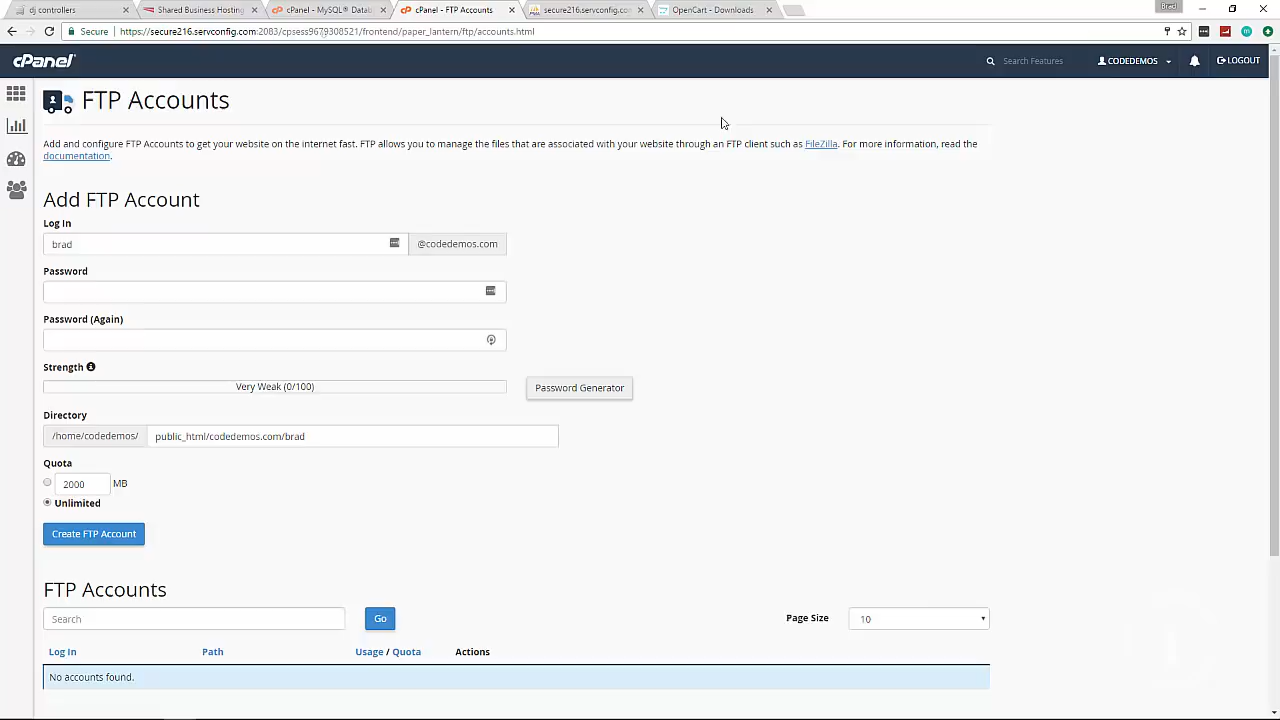 dj controllers
Shared Business Hosting
cPanel - MySQL® Datab
cPanel - FTP Accounts
secure216.servconfig.co
OpenCart - Downloads
Brad
Secure
https://secure216.servconfig.com:2083/cpsess9679308521/frontend/paper_lantern/ftp/accounts.html
cPanel
Search Features
CODEDEMOS
LOGOUT
FTP Accounts
Add and configure FTP Accounts to get your website on the internet fast. FTP allows you to manage the files that are associated with your website through an FTP client such as FileZilla. For more information, read the
documentation.
Add FTP Account
Log In
brad
@codedemos.com
Password
Password (Again)
Strength
Very Weak (0/100)
Password Generator
Directory
/home/codedemos/
public_html/codedemos.com/brad
Quota
2000
MB
Unlimited
Create FTP Account
FTP Accounts
Search
Go
Page Size
10
Log In
Path
Usage / Quota
Actions
No accounts found.